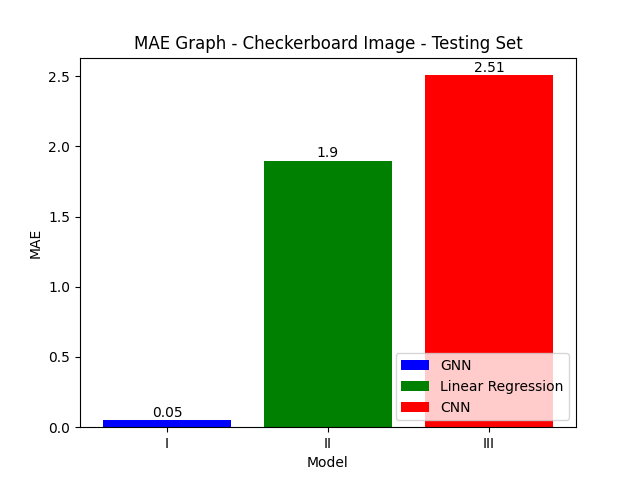 MAE Graph - Checkerboard Image - Testing Set
2.51
2.5
2.0
1.9
1.5
MAE
1.0
0.5
0.05
0.0
GNN
Linear Regression
CNN
I
II
III
Model